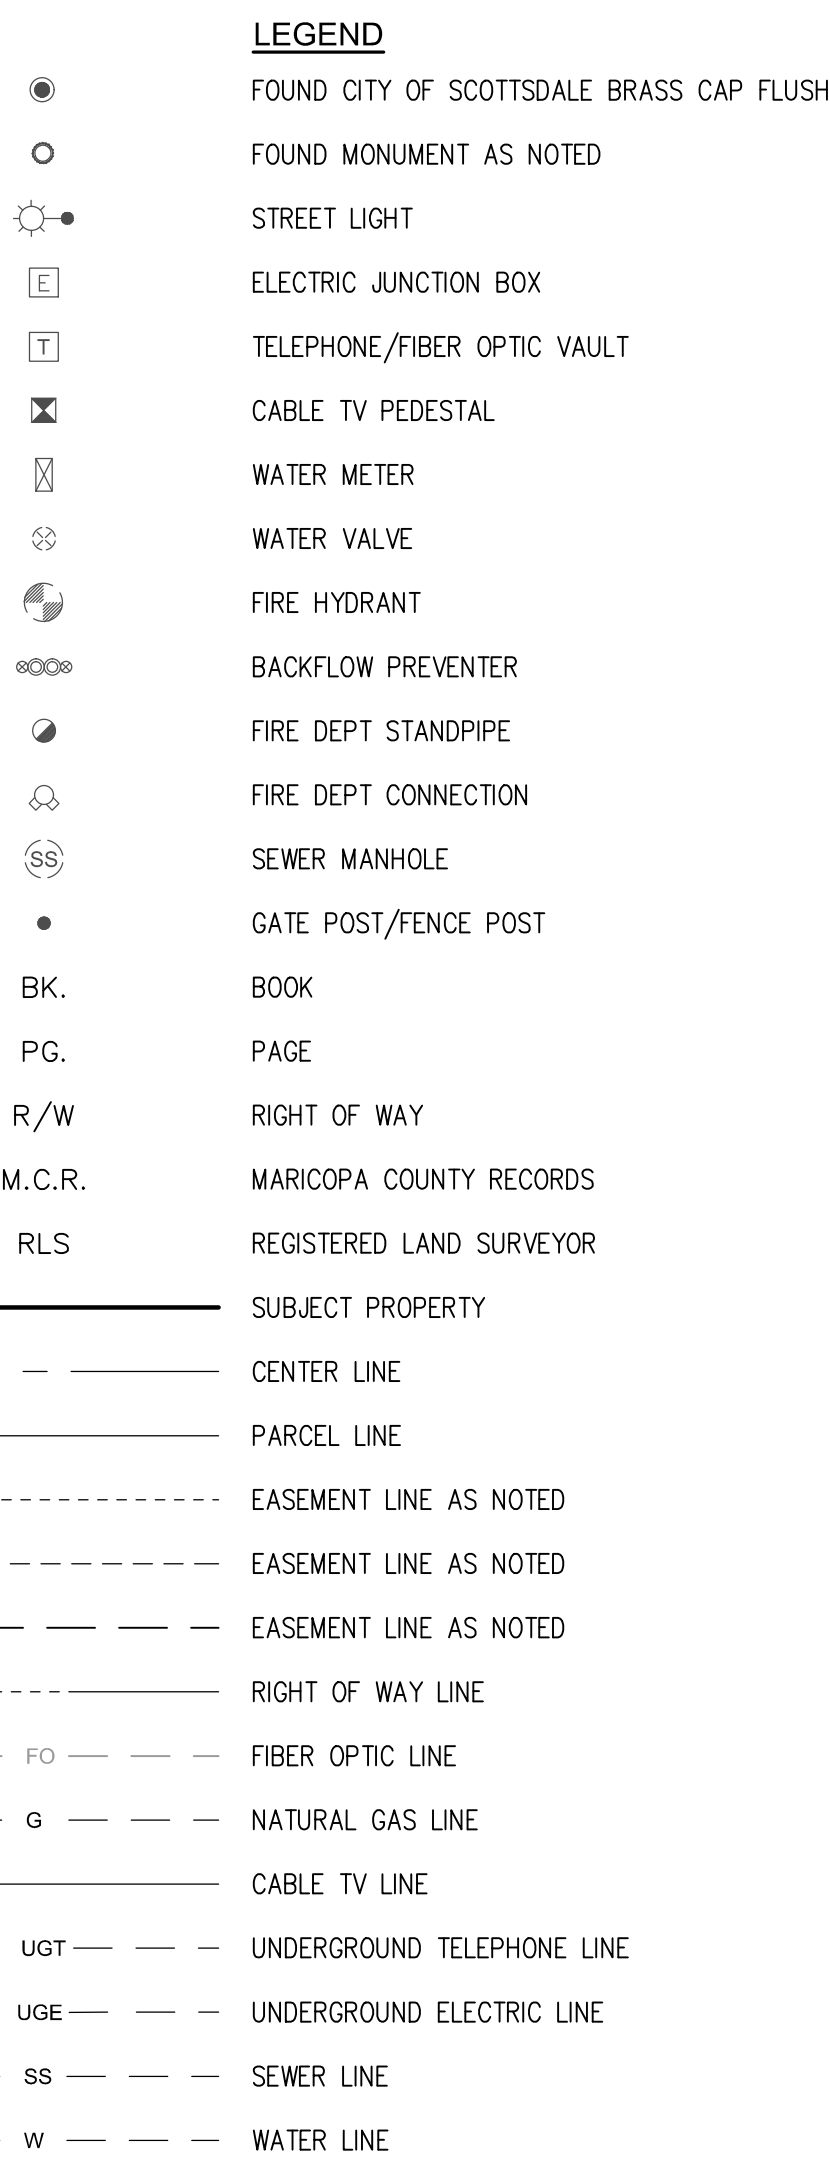 LEGEND
FOUND CITY OF SCOTTSDALE BRASS CAP FLUSH
FOUND MONUMENT AS NOTED
STREET LIGHT
E ELECTRIC JUNCTION BOX
T TELEPHONE/FIBER OPTIC VAULT
CABLE TV PEDESTAL
WATER METER
WATER VALVE
FIRE HYDRANT
BACKFLOW PREVENTER
FIRE DEPT STANDPIPE
FIRE DEPT CONNECTION
SS SEWER MANHOLE
GATE POST/FENCE POST
BK. BOOK
PG. PAGE
R/W RIGHT OF WAY
M.C.R. MARICOPA COUNTY RECORDS
RLS REGISTERED LAND SURVEYOR
SUBJECT PROPERTY
CENTER LINE
PARCEL LINE
EASEMENT LINE AS NOTED
EASEMENT LINE AS NOTED
EASEMENT LINE AS NOTED
RIGHT OF WAY LINE
FO FIBER OPTIC LINE
G NATURAL GAS LINE
CABLE TV LINE
UGT UNDERGROUND TELEPHONE LINE
UGE UNDERGROUND ELECTRIC LINE
SS SEWER LINE
W WATER LINE